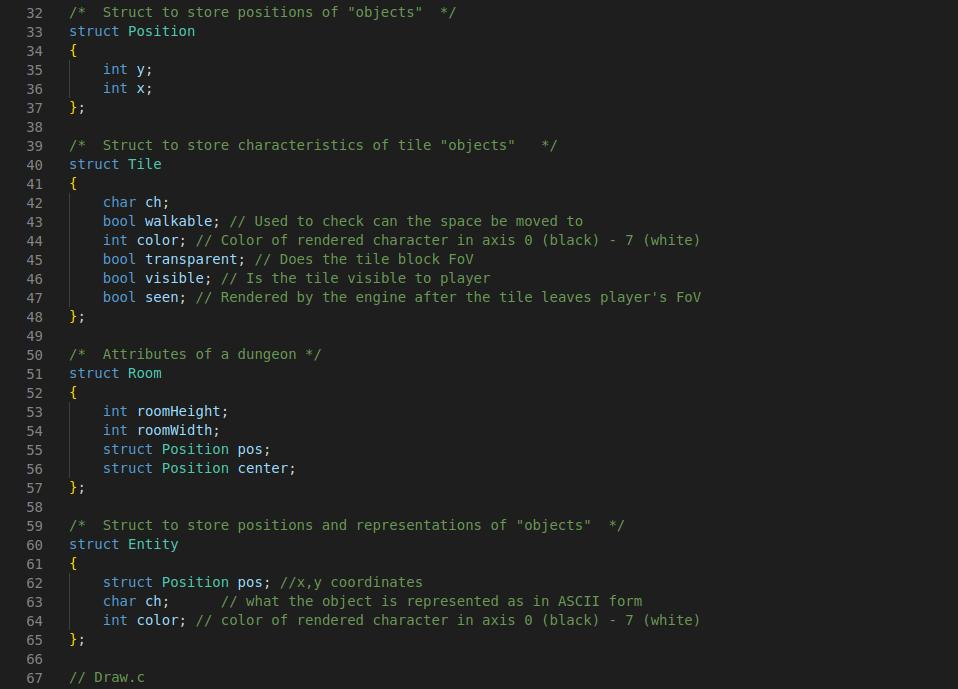 32 /*  Struct to store positions of "objects"  */
33 struct Position
34 {
35     int y;
36     int x;
37 };
38
39 /*  Struct to store characteristics of tile "objects"   */
40 struct Tile
41 {
42     char ch;
43     bool walkable; // Used to check can the space be moved to
44     int color; // Color of rendered character in axis 0 (black) - 7 (white)
45     bool transparent; // Does the tile block FoV
46     bool visible; // Is the tile visible to player
47     bool seen; // Rendered by the engine after the tile leaves player's FoV
48 };
49
50 /*  Attributes of a dungeon */
51 struct Room
52 {
53     int roomHeight;
54     int roomWidth;
55     struct Position pos;
56     struct Position center;
57 };
58
59 /*  Struct to store positions and representations of "objects"  */
60 struct Entity
61 {
62     struct Position pos; //x,y coordinates
63     char ch;      // what the object is represented as in ASCII form
64     int color; // color of rendered character in axis 0 (black) - 7 (white)
65 };
66
67 // Draw.c